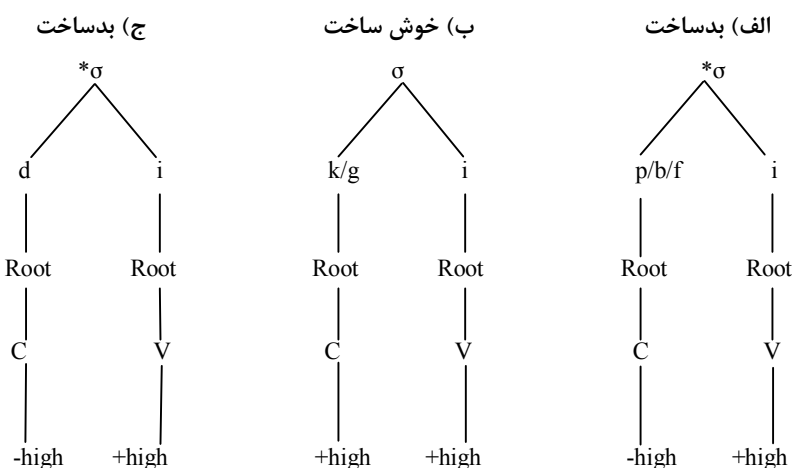 الف) بدساخت ب) خوش ساخت ج) بدساخت
*σ σ *σ
d i k/g i p/b/f i
Root Root Root Root Root Root
C V C V C V
-high +high +high +high -high +high